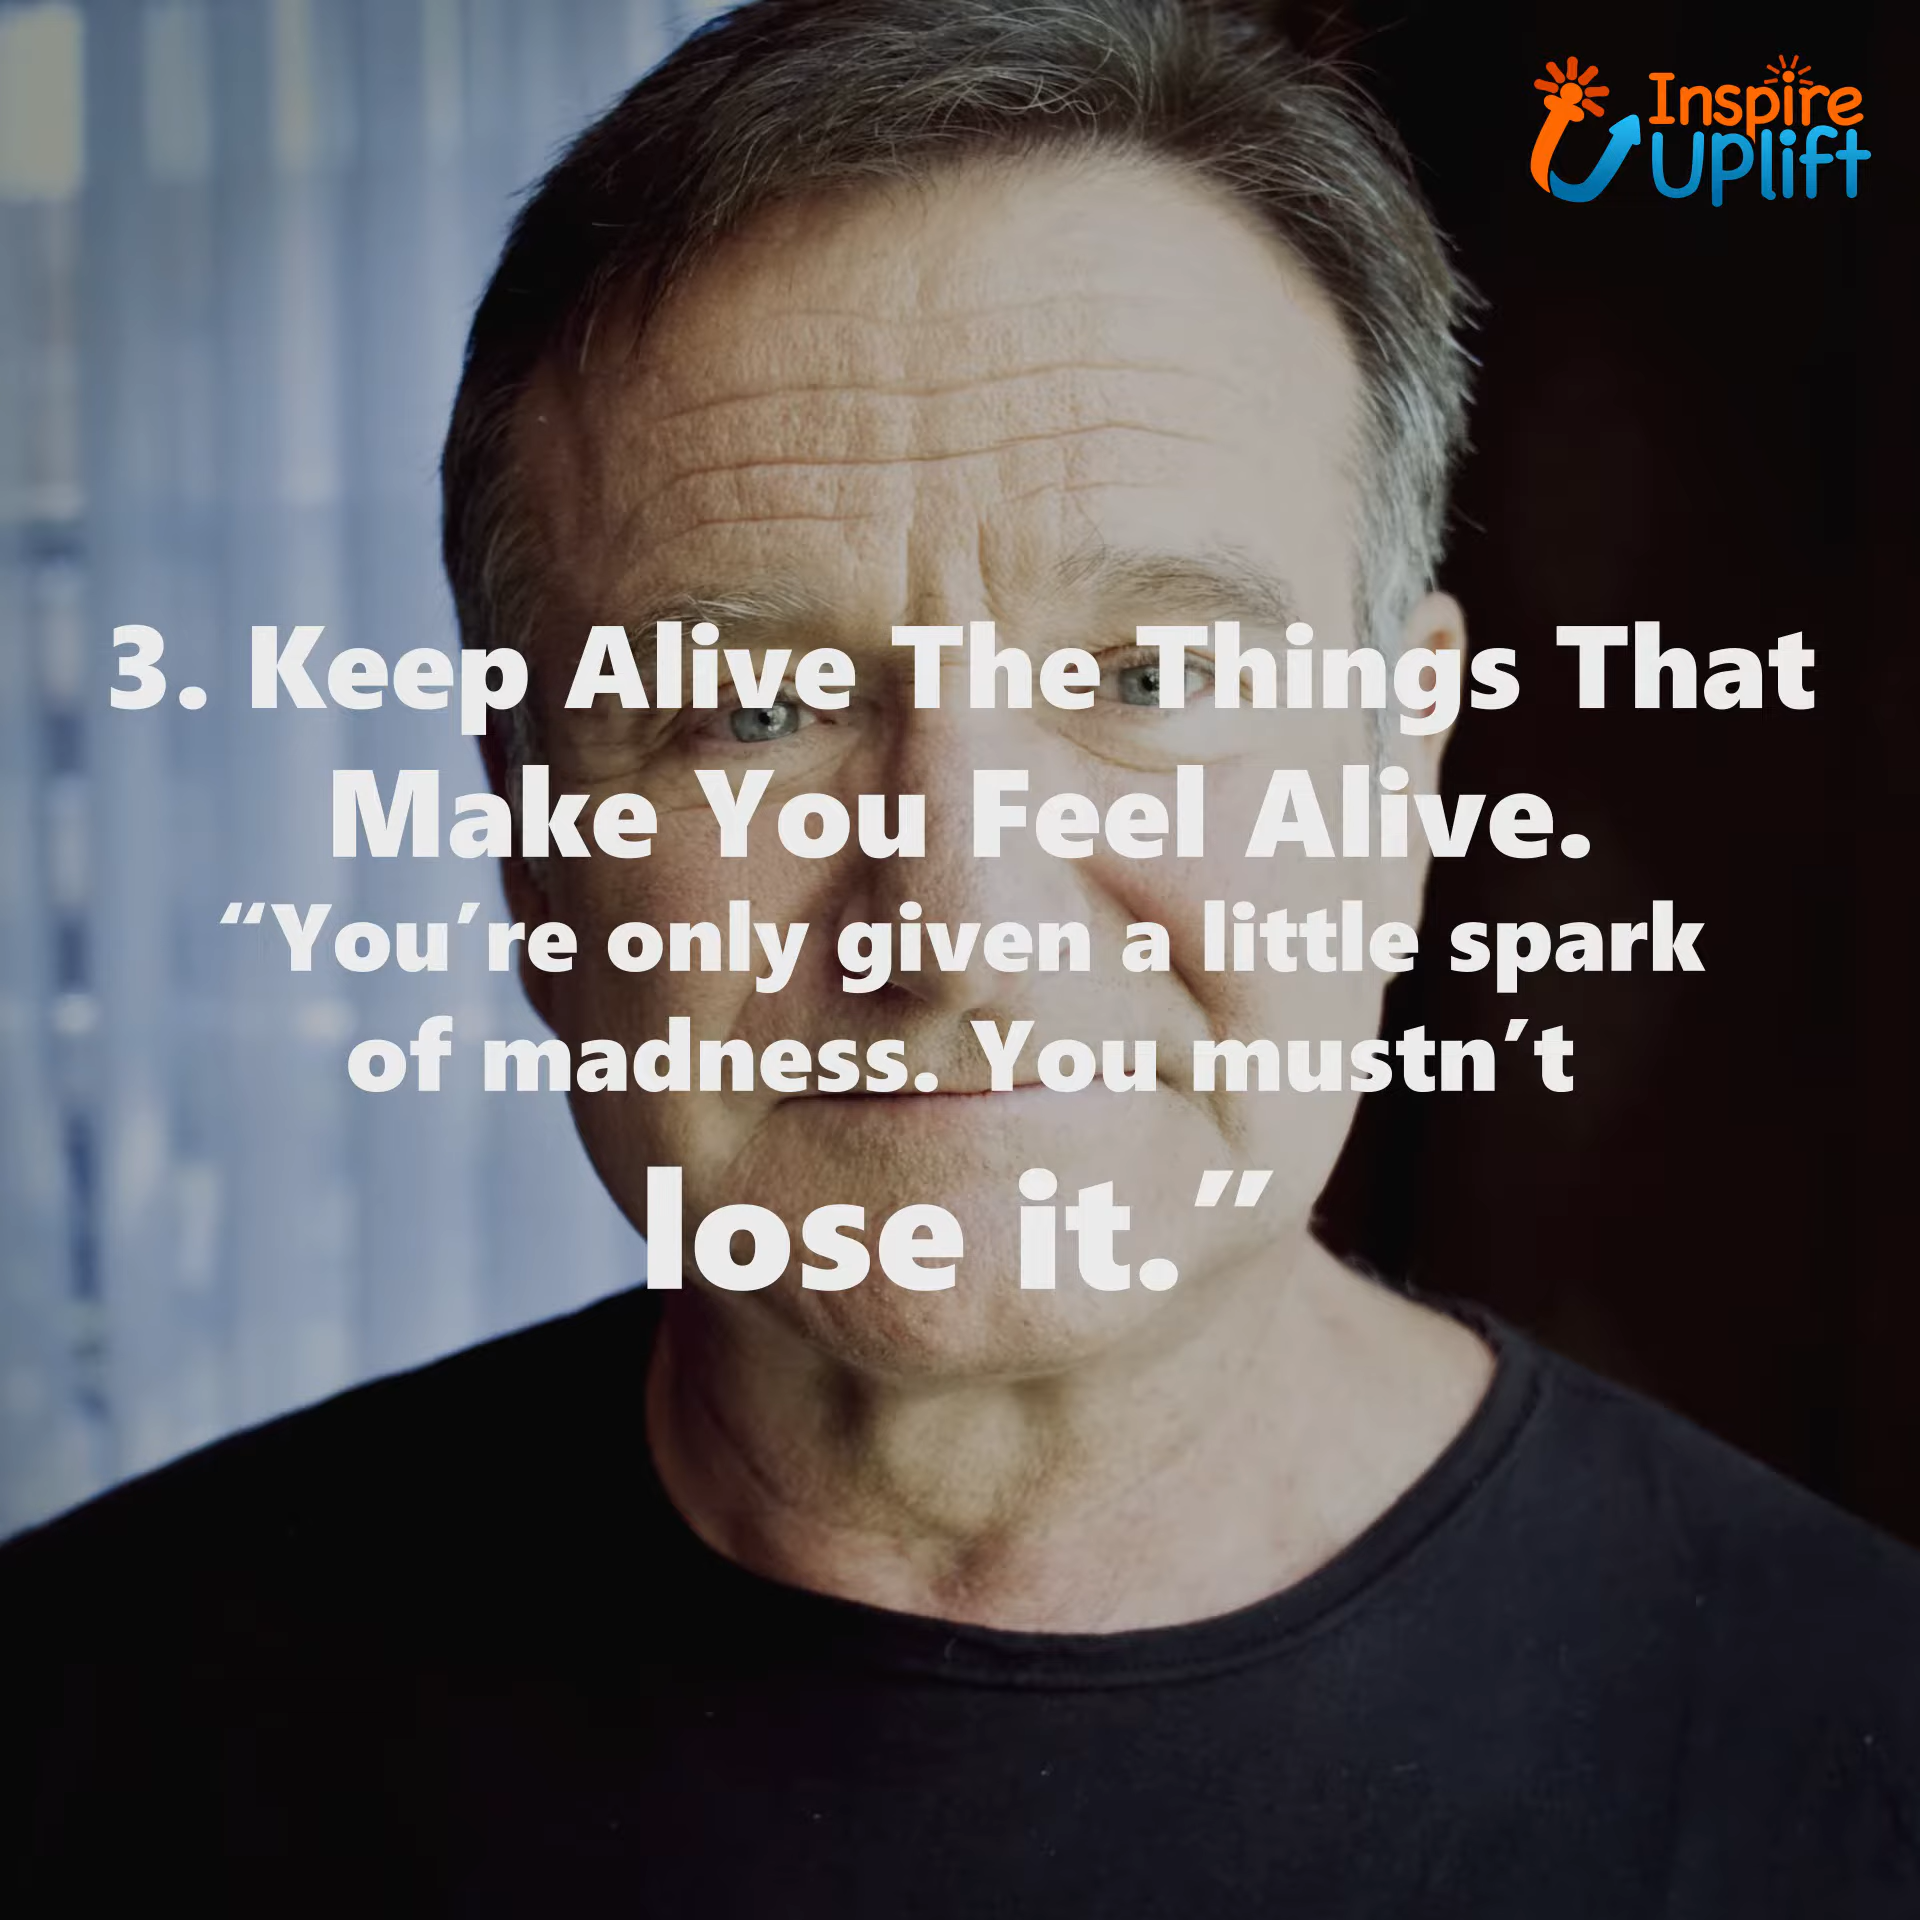 Inspire
Uplift
3. Keep Alive The Things That
Make You Feel Alive.
“You’re only given a little spark
of madness. You mustn’t
lose it.”